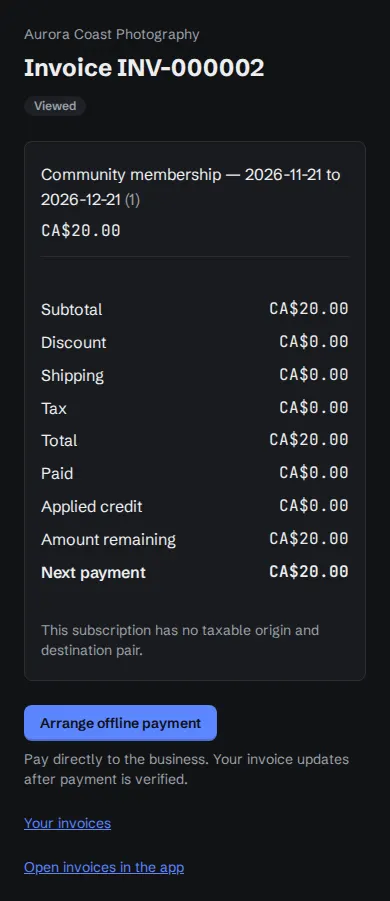 Aurora Coast Photography
Invoice INV-000002
Viewed
Community membership — 2026-11-21 to
2026-12-21 (1)
CA$20.00
Subtotal CA$20.00
Discount CA$0.00
Shipping CA$0.00
Tax CA$0.00
Total CA$20.00
Paid CA$0.00
Applied credit CA$0.00
Amount remaining CA$20.00
Next payment CA$20.00
This subscription has no taxable origin and
destination pair.
Arrange offline payment
Pay directly to the business. Your invoice updates
after payment is verified.
Your invoices
Open invoices in the app